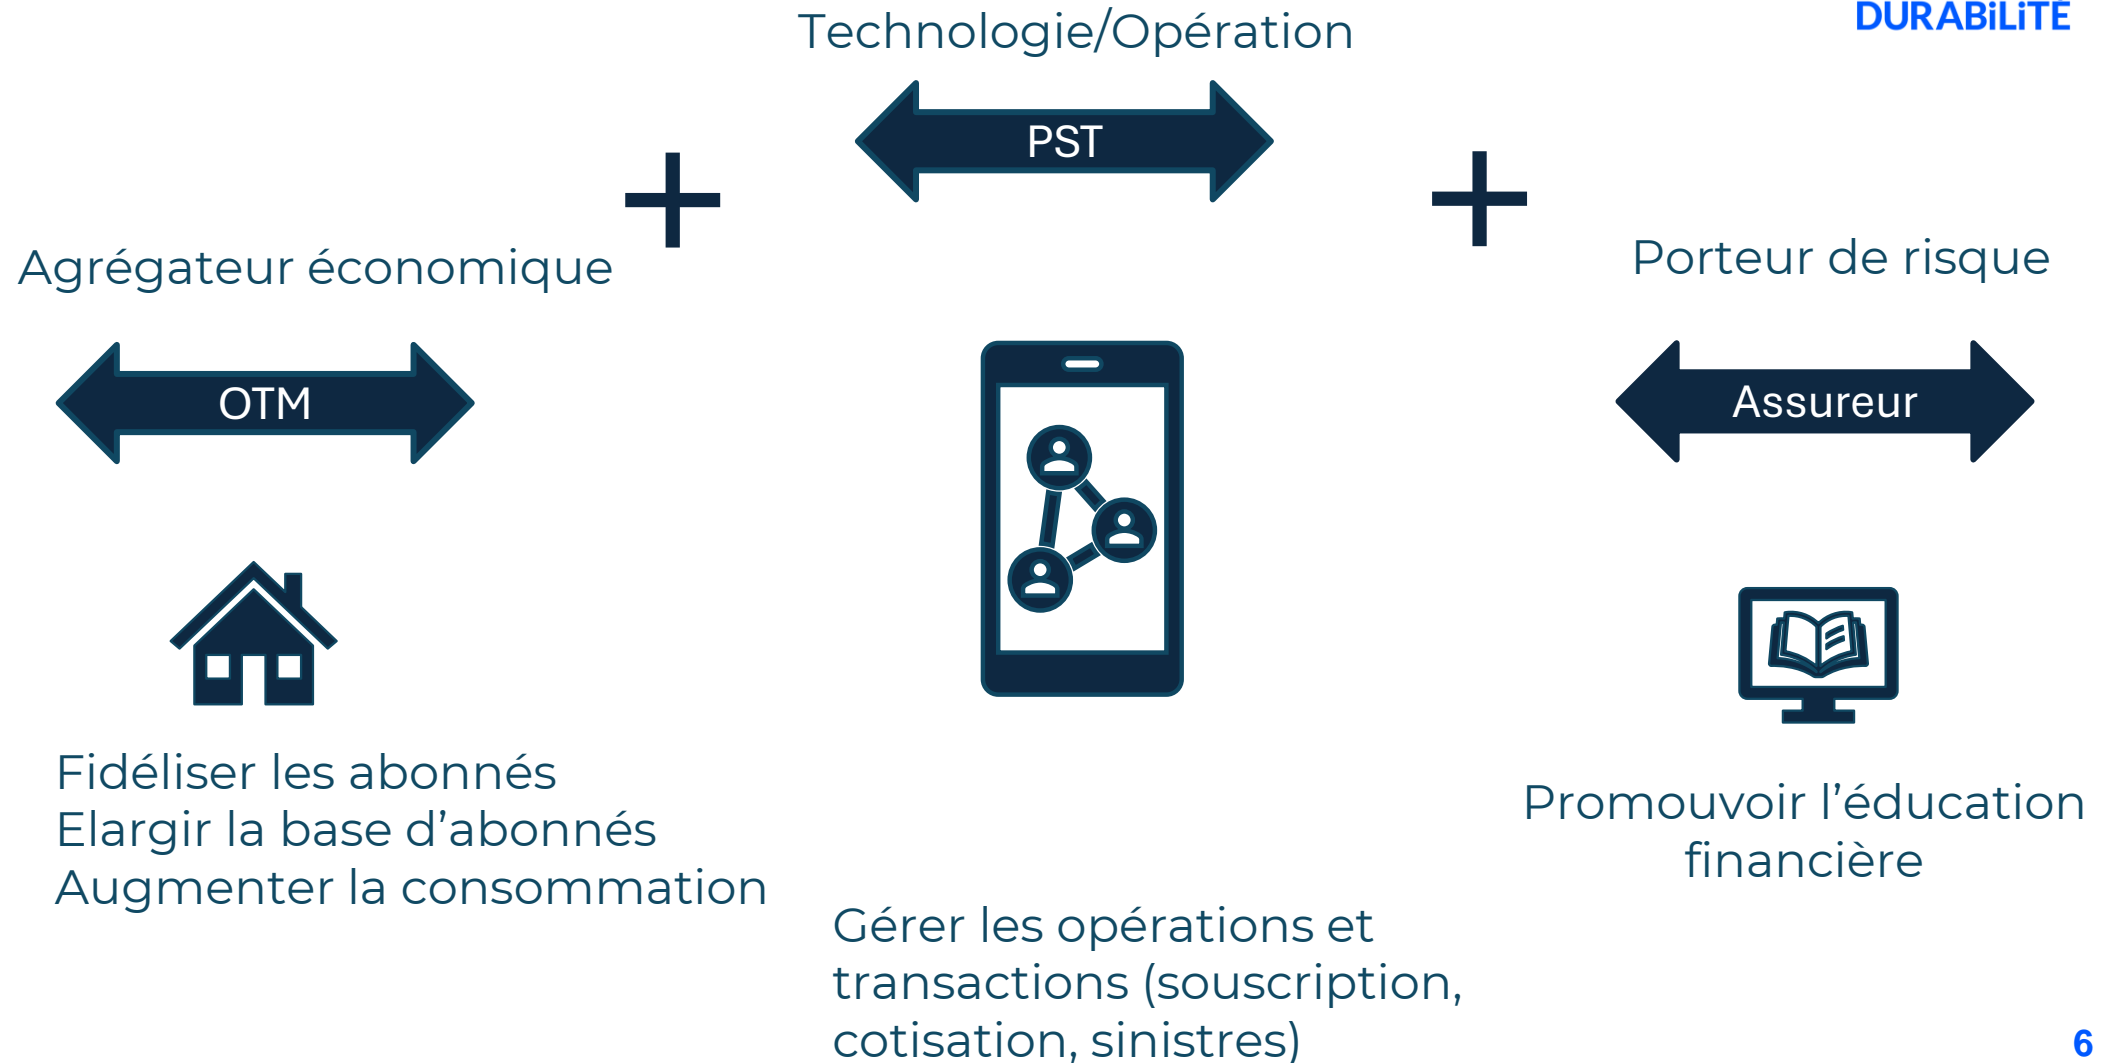 DURABiLiTÉ
Technologie/Opération
PST
Agrégateur économique
Porteur de risque
OTM
Assureur
Fidéliser les abonnés
Elargir la base d’abonnés
Augmenter la consommation
Promouvoir l’éducation
financière
Gérer les opérations et
transactions (souscription,
cotisation, sinistres)
6